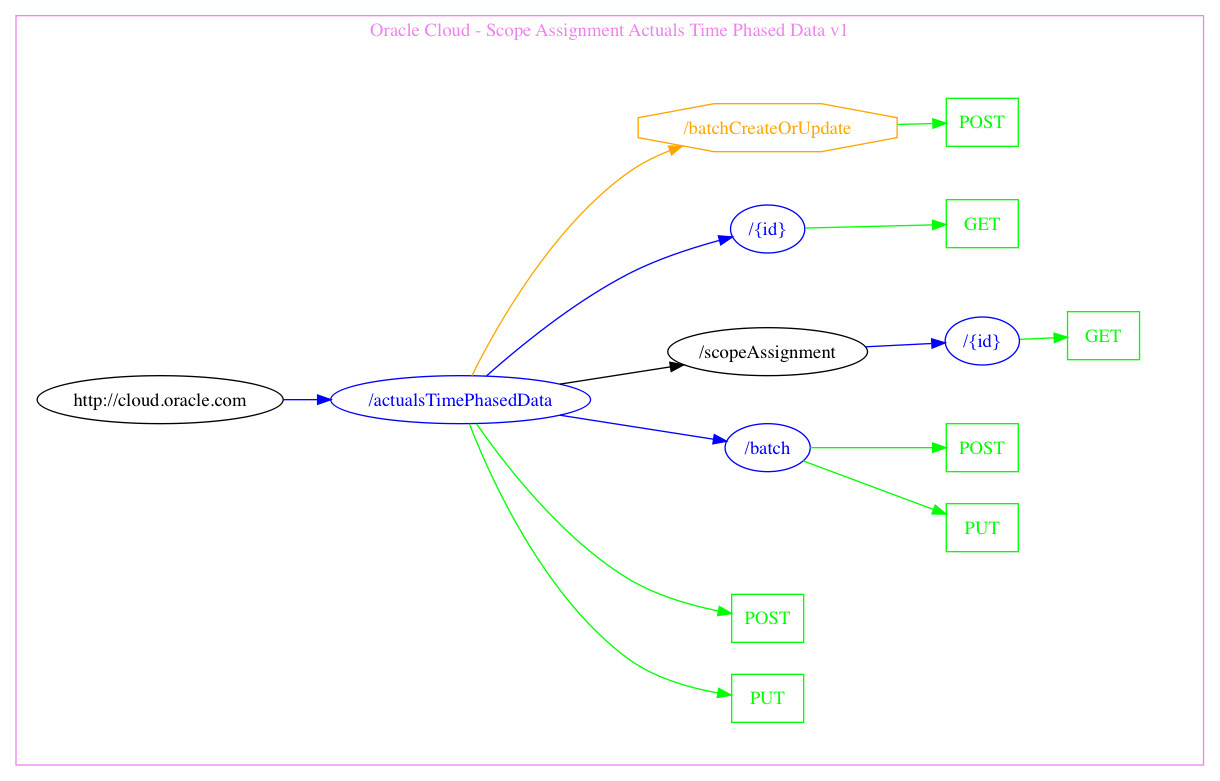 Oracle Cloud - Scope Assignment Actuals Time Phased Data v1
/batchCreateOrUpdate
POST
/{id}
GET
/scopeAssignment
/{id}
GET
http://cloud.oracle.com
/actualsTimePhasedData
/batch
POST
PUT
POST
PUT